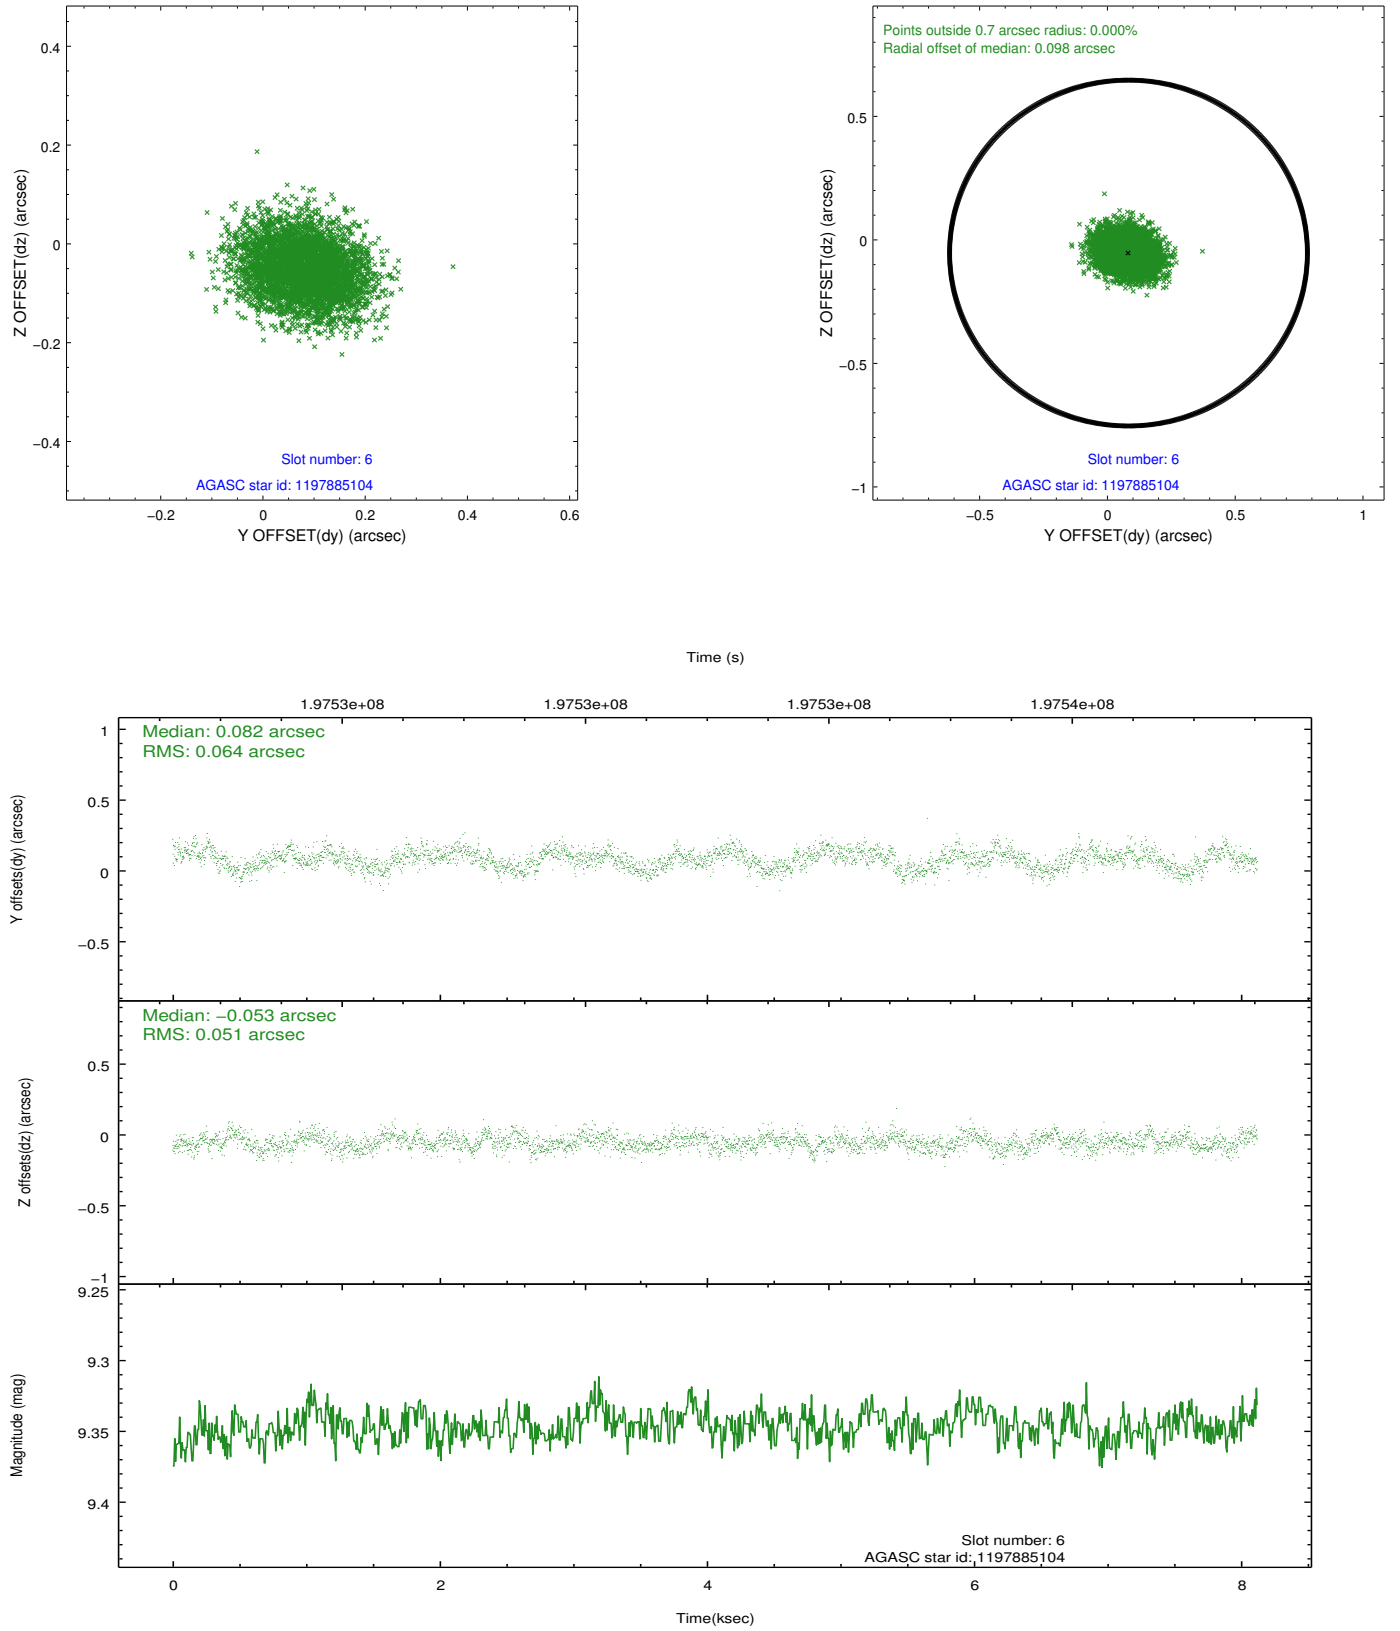 0.4
0.2
0
−0.2
−0.4
Z OFFSET(dz) (arcsec)
Slot number: 6
AGASC star id: 1197885104
−0.2 0 0.2 0.4 0.6
Y OFFSET(dy) (arcsec)
Points outside 0.7 arcsec radius: 0.000%
Radial offset of median: 0.098 arcsec
0.5
0
−0.5
−1
Z OFFSET(dz) (arcsec)
Slot number: 6
AGASC star id: 1197885104
−0.5 0 0.5 1
Y OFFSET(dy) (arcsec)
Time (s)
1.9753e+08 1.9753e+08 1.9753e+08 1.9754e+08
Median: 0.082 arcsec
RMS: 0.064 arcsec
1
0.5
0
−0.5
Y offsets(dy) (arcsec)
Median: −0.053 arcsec
RMS: 0.051 arcsec
0.5
0
−0.5
−1
Z offsets(dz) (arcsec)
9.25
9.3
9.35
9.4
Magnitude (mag)
Slot number: 6
AGASC star id: 1197885104
0 2 4 6 8
Time(ksec)